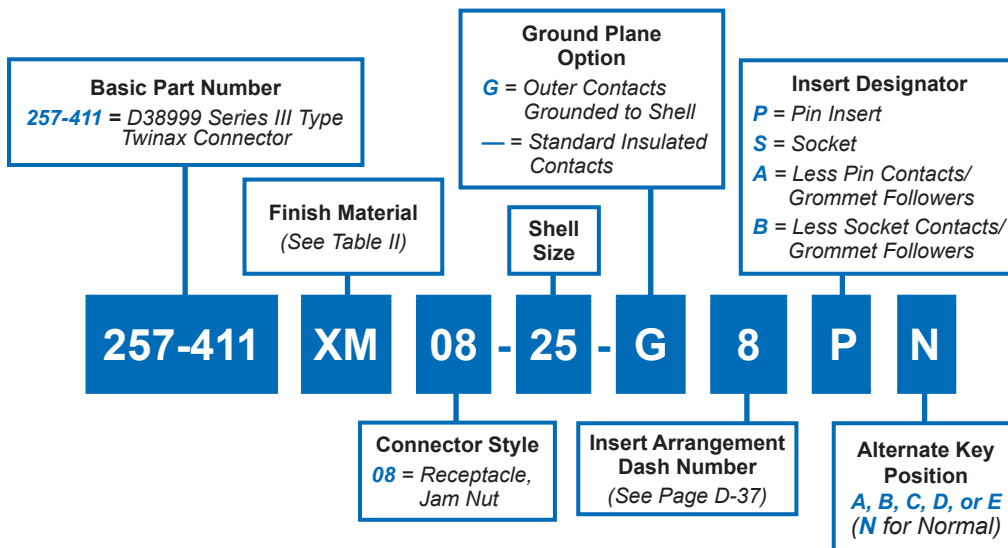 Basic Part Number
257-411 = D38999 Series III Type
Twinax Connector
Finish Material
(See Table II)
Ground Plane
Option
G = Outer Contacts
Grounded to Shell
— = Standard Insulated
Contacts
Shell
Size
Insert Designator
P = Pin Insert
S = Socket
A = Less Pin Contacts/
Grommet Followers
B = Less Socket Contacts/
Grommet Followers
257-411 XM 08 - 25 - G 8 P N
Connector Style
08 = Receptacle,
Jam Nut
Insert Arrangement
Dash Number
(See Page D-37)
Alternate Key
Position
A, B, C, D, or E
(N for Normal)